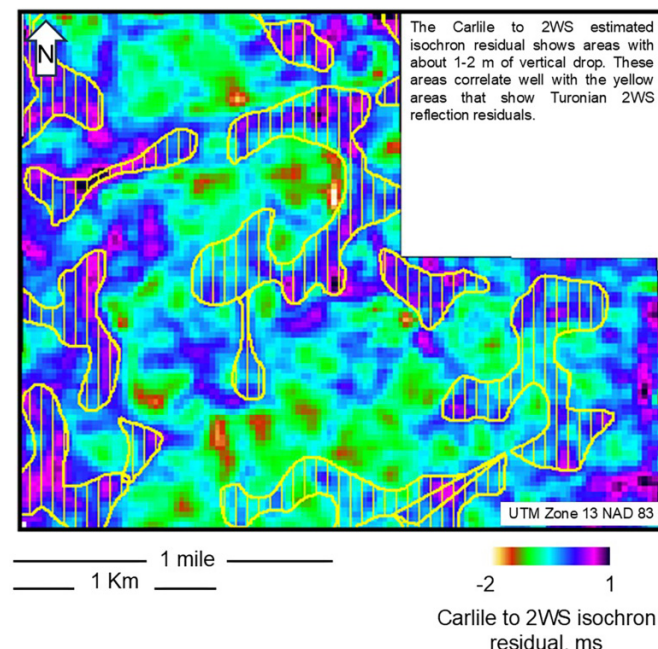 N
The Carlile to 2WS estimated
isochron residual shows areas with
about 1-2 m of vertical drop. These
areas correlate well with the yellow
areas that show Turonian 2WS
reflection residuals.
UTM Zone 13 NAD 83
1 mile
1 Km
-2 1
Carlile to 2WS isochron
residual, ms